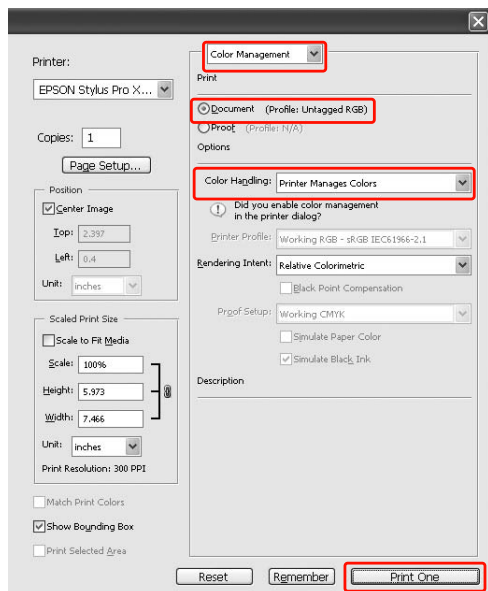 Printer:
EPSON Stylus Pro X...
Copies: 1
Page Setup...
Position
Center Image
Top: 2.397
Left: 0.4
Unit: inches
Scaled Print Size
Scale to Fit Media
Scale: 100%
Height: 5.973
Width: 7.466
Unit: inches
Print Resolution: 300 PPI
Match Print Colors
Show Bounding Box
Print Selected Area
Color Management
Print
Document (Profile: Untagged RGB)
Proof (Profile: N/A)
Options
Color Handling: Printer Manages Colors
Did you enable color management
in the printer dialog?
Printer Profile: Working RGB - sRGB IEC61966-2.1
Rendering Intent: Relative Colorimetric
Black Point Compensation
Proof Setup: Working CMYK
Simulate Paper Color
Simulate Black Ink
Description
Reset Remember Print One